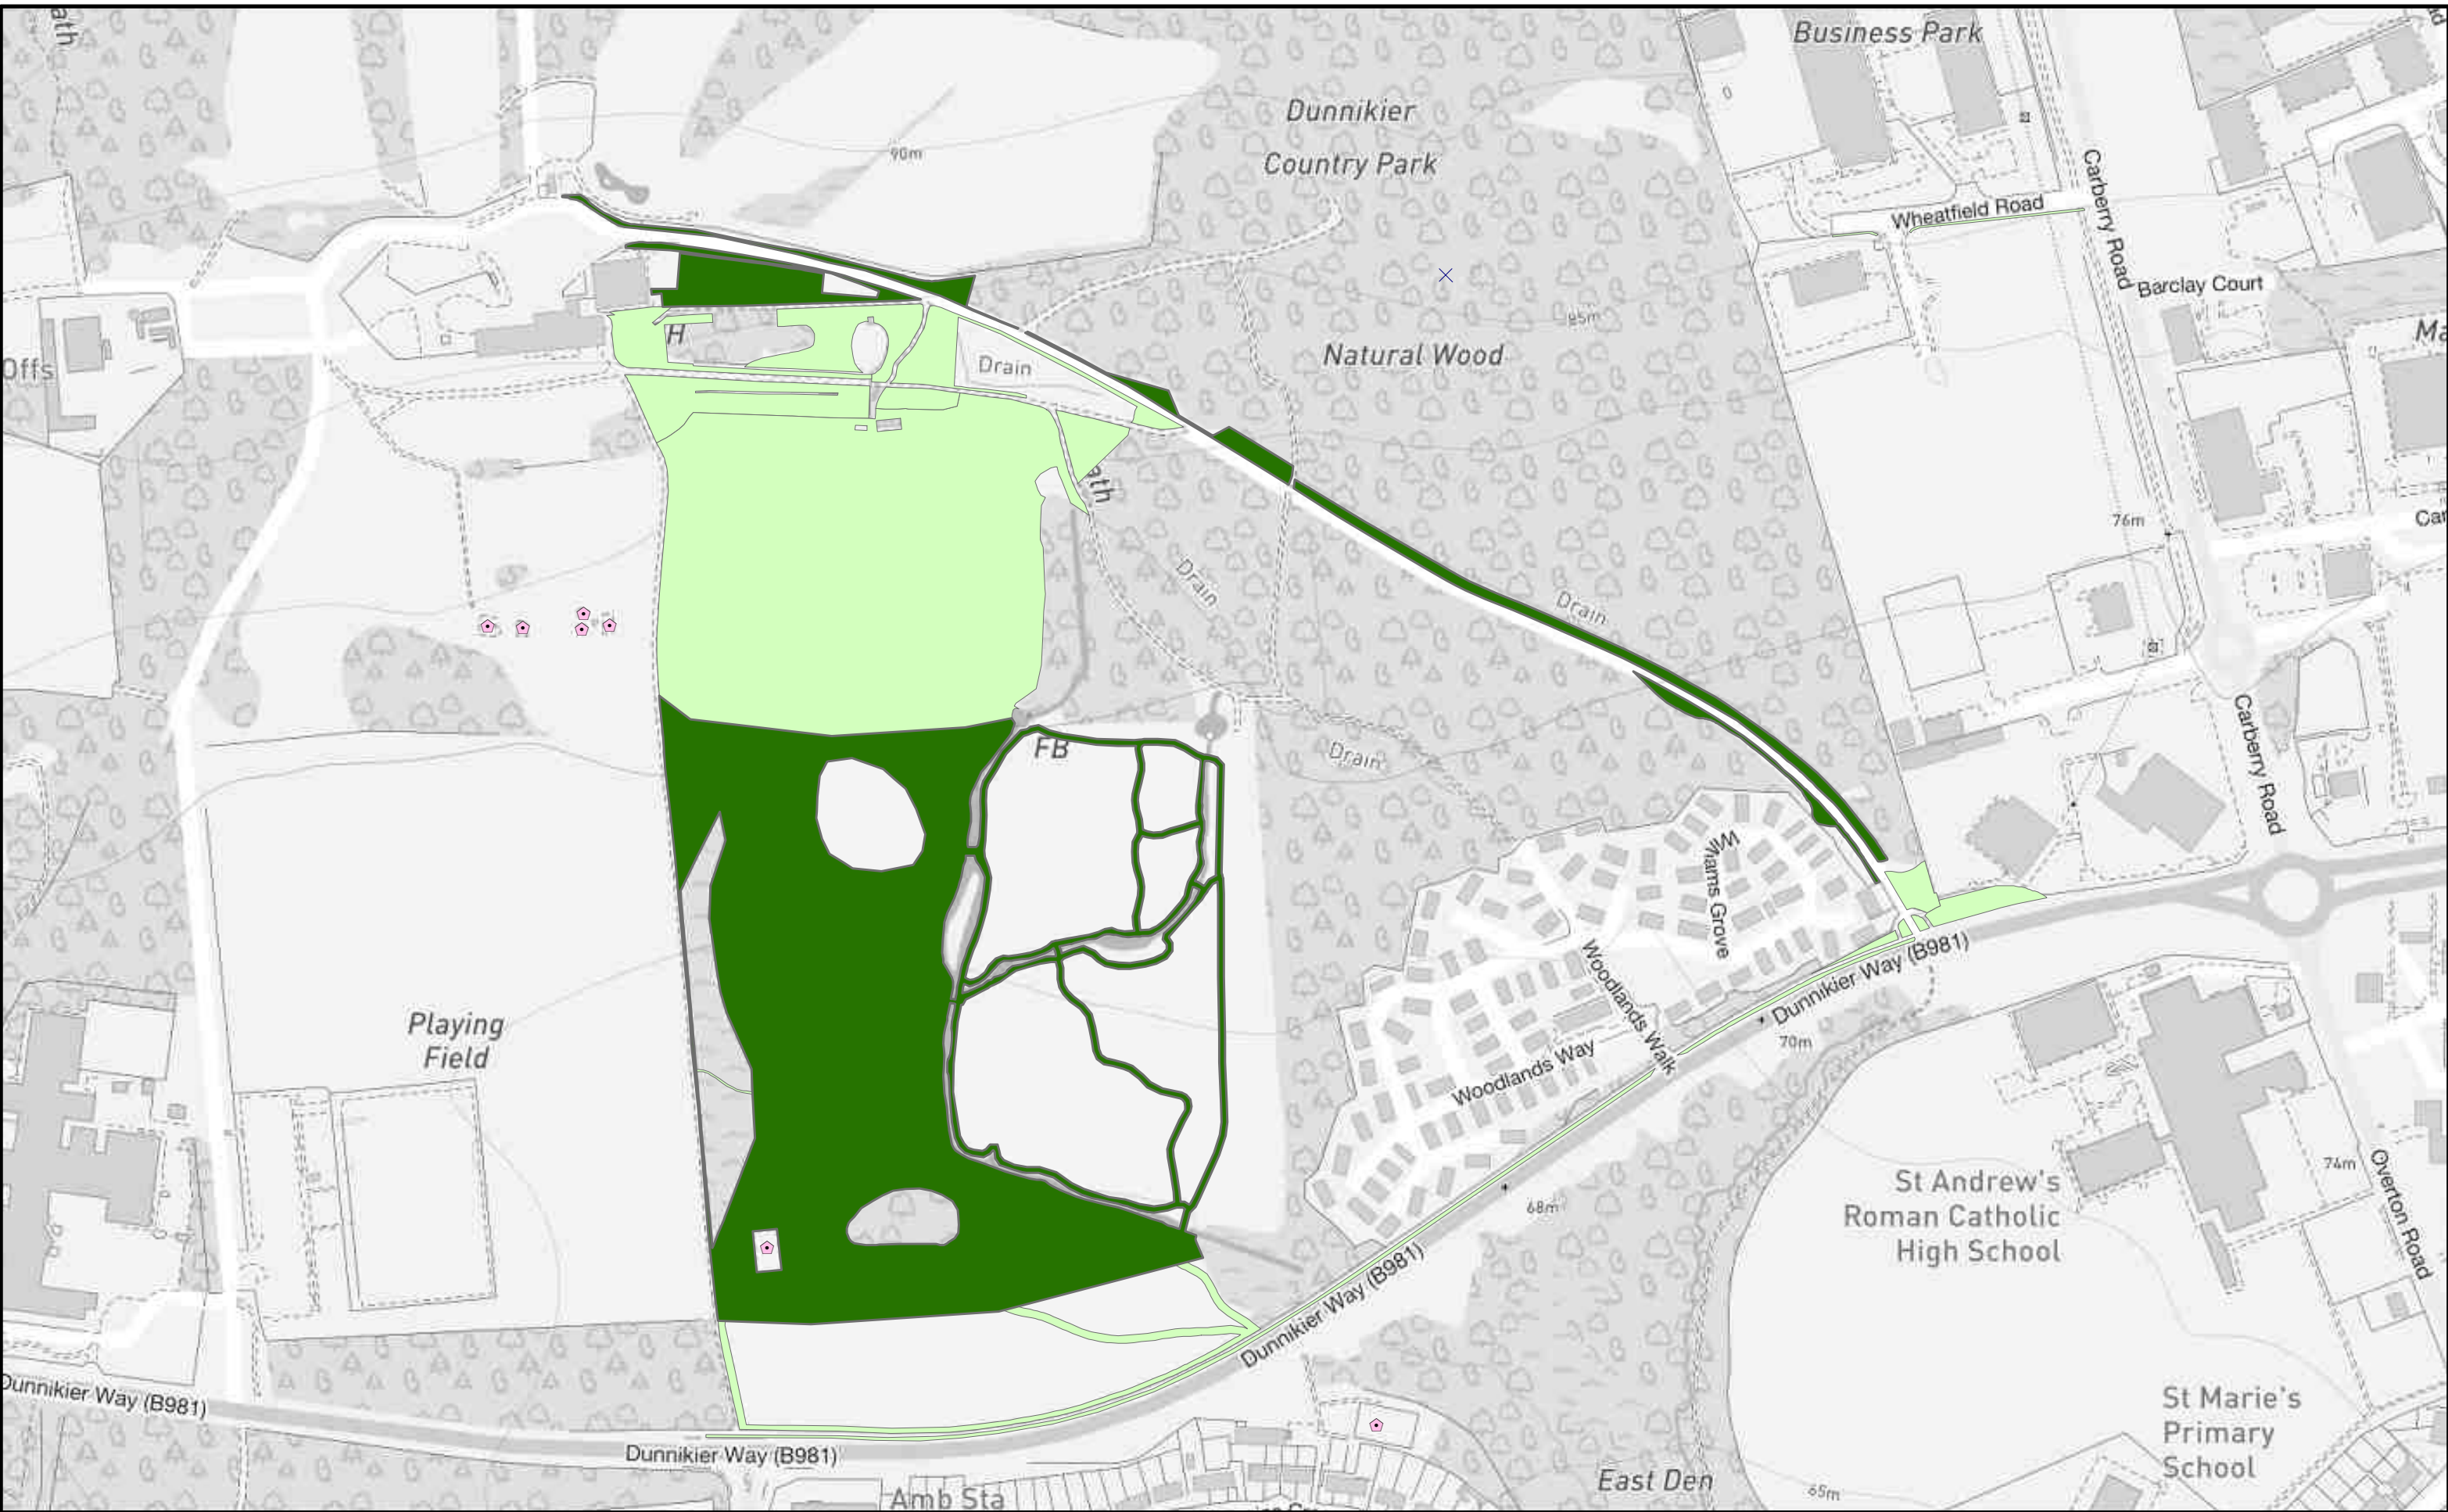 ath
Business Park
Dunnikier
Country Park
90m
Carberry Road
Wheatfield Road
Barclay Court
85m
H
Natural Wood
Offs
Drain
ath
76m
Drain
Drain
Carberry Road
FB
Drain
Williams Grove
Woodlands Walk
Dunnikier Way (B981)
Playing
Field
Woodlands Way
70m
St Andrew's
Roman Catholic
High School
74m
Overton Road
68m
Dunnikier Way (B981)
Dunnikier Way (B981)
Dunnikier Way (B981)
St Marie's
Primary
School
East Den
65m
Amb Sta